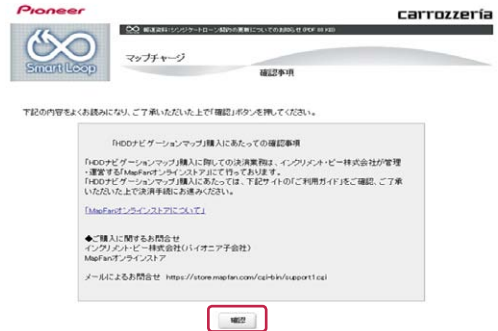 Pioneer
carrozzeria
Smart Loop
マップチャージ
確認事項
下記の内容をよくお読みになり、ご了承いただいた上で「確認」ボタンを押してください。
「HDDナビゲーションマップ」購入にあたっての確認事項
「HDDナビゲーションマップ」購入に際しての決済業務は、インクリメント・ピー株式会社が管理
・運営する「MapFanオンラインストア」にて行っております。
「HDDナビゲーションマップ」購入にあたっては、下記サイトの「ご利用ガイド」をご確認、ご了承
いただいた上で決済手続にお進みください。
「MapFanオンラインストアについて」
◆ご購入に関するお問合せ
インクリメント・ピー株式会社(パイオニア子会社)
MapFanオンラインストア
メールによるお問合せ https://store.mapfan.com/cgi-bin/support1.cgi
確認